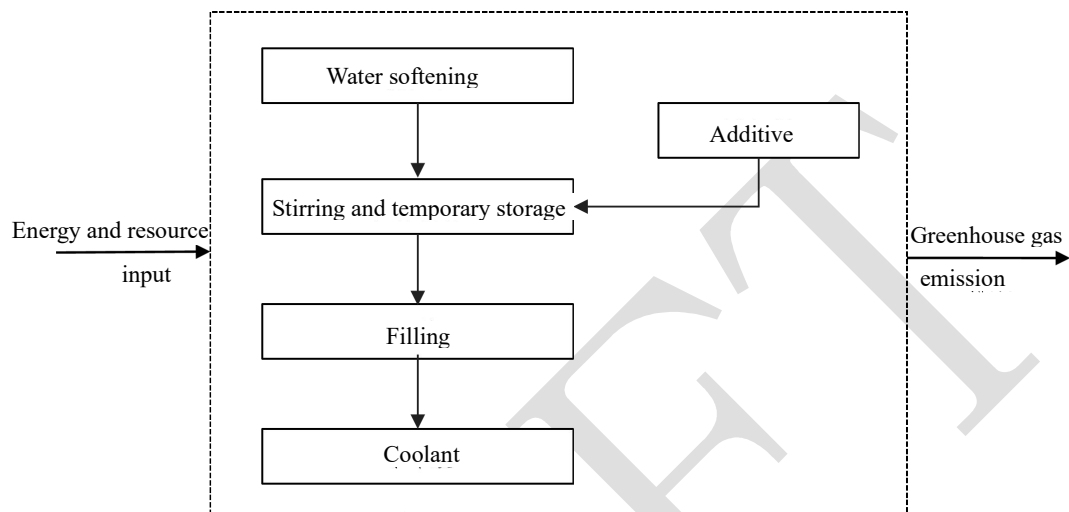 Water softening
Additive
Stirring and temporary storage
Energy and resource
input
Greenhouse gas
emission
Filling
Coolant